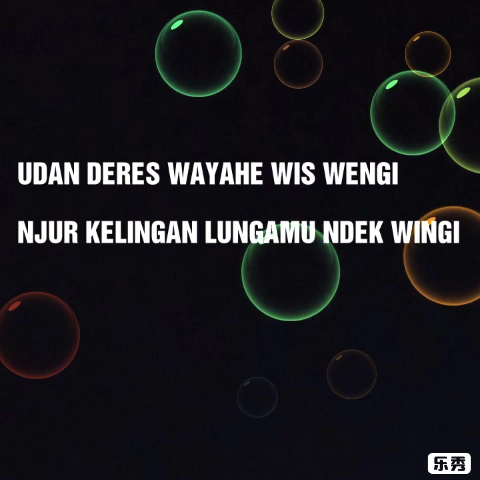 UDAN DERES WAYAHE WIS WENGI
NJUR KELINGAN LUNGAMU NDEK WINGI
乐秀